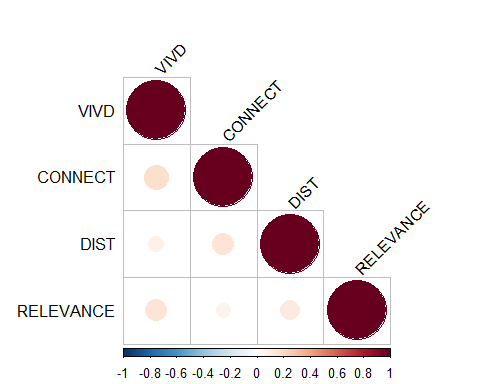 VIVD
CONNECT
DIST
RELEVANCE
VIVD
CONNECT
DIST
RELEVANCE
-1 -0.8 -0.6 -0.4 -0.2 0 0.2 0.4 0.6 0.8 1